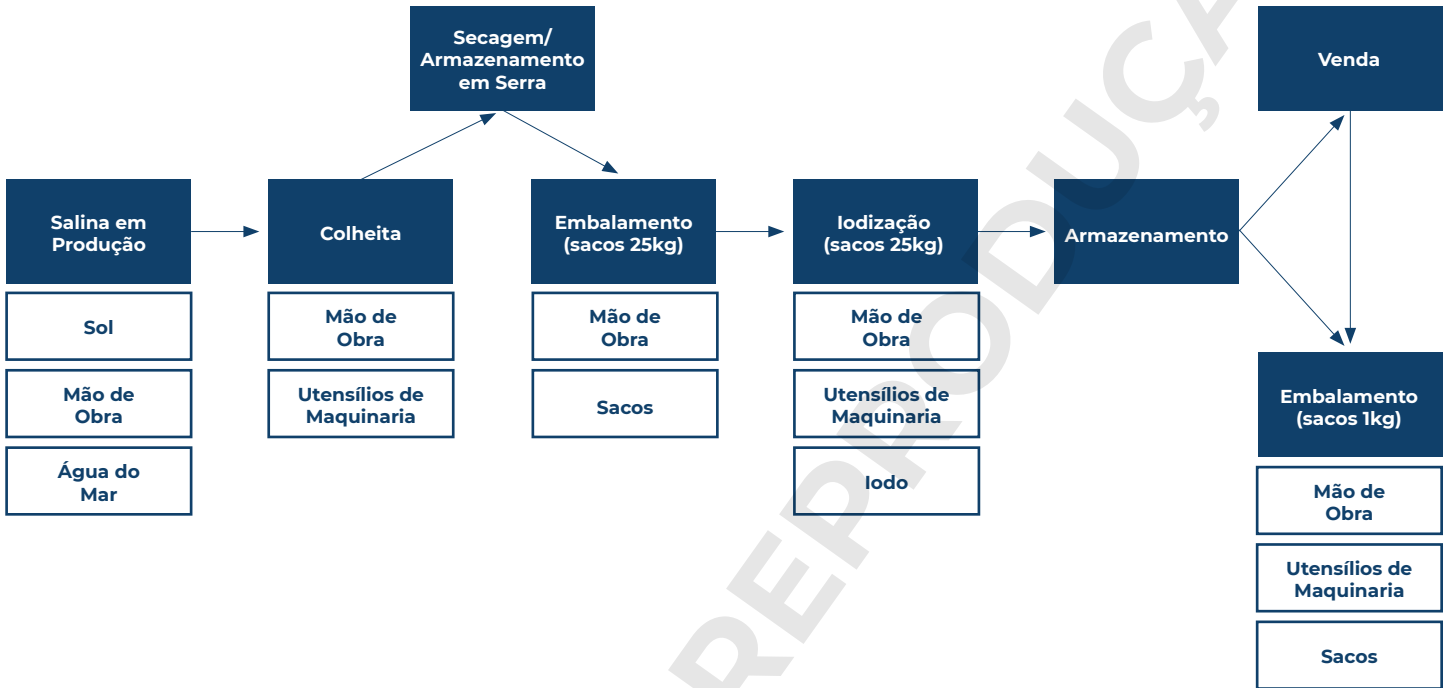 Secagem/
Armazenamento
em Serra
Venda
Salina em
Produção
Colheita
Embalamento
(sacos 25kg)
Iodização
(sacos 25kg)
Armazenamento
Sol
Mão de
Obra
Água do
Mar
Mão de
Obra
Utensílios de
Maquinaria
Mão de
Obra
Sacos
Mão de
Obra
Utensílios de
Maquinaria
Iodo
Embalamento
(sacos 1kg)
Mão de
Obra
Utensílios de
Maquinaria
Sacos
REPRODUÇÃ